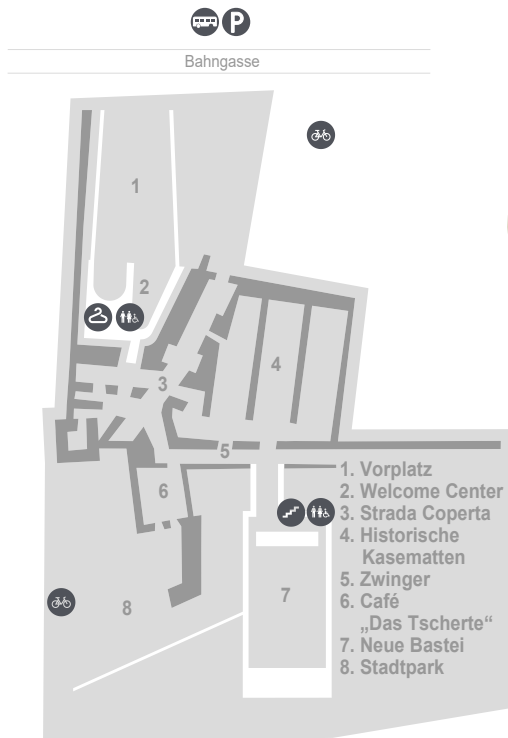 P
Bahngasse
1
2
4
3
5
6
7
8
1. Vorplatz
2. Welcome Center
3. Strada Coperta
4. Historische
Kasematten
5. Zwinger
6. Café
„Das Tscherte“
7. Neue Bastei
8. Stadtpark